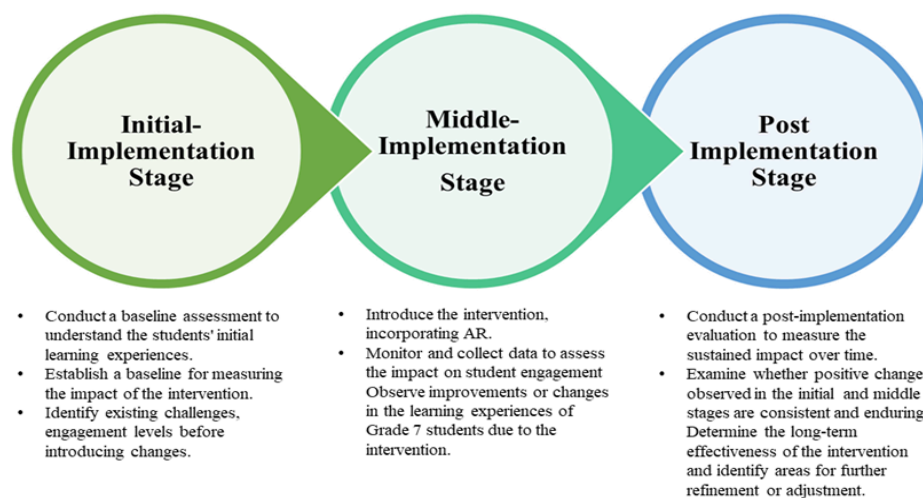 Initial-
Implementation
Stage
Middle-
Implementation
Stage
Post
Implementation
Stage
• Conduct a baseline assessment to
understand the students' initial
learning experiences.
• Establish a baseline for measuring
the impact of the intervention.
• Identify existing challenges,
engagement levels before
introducing changes.
• Introduce the intervention,
incorporating AR.
• Monitor and collect data to assess
the impact on student engagement
Observe improvements or changes
in the learning experiences of
Grade 7 students due to the
intervention.
• Conduct a post-implementation
evaluation to measure the
sustained impact over time.
• Examine whether positive change
observed in the initial and middle
stages are consistent and enduring
Determine the long-term
effectiveness of the intervention
and identify areas for further
refinement or adjustment.